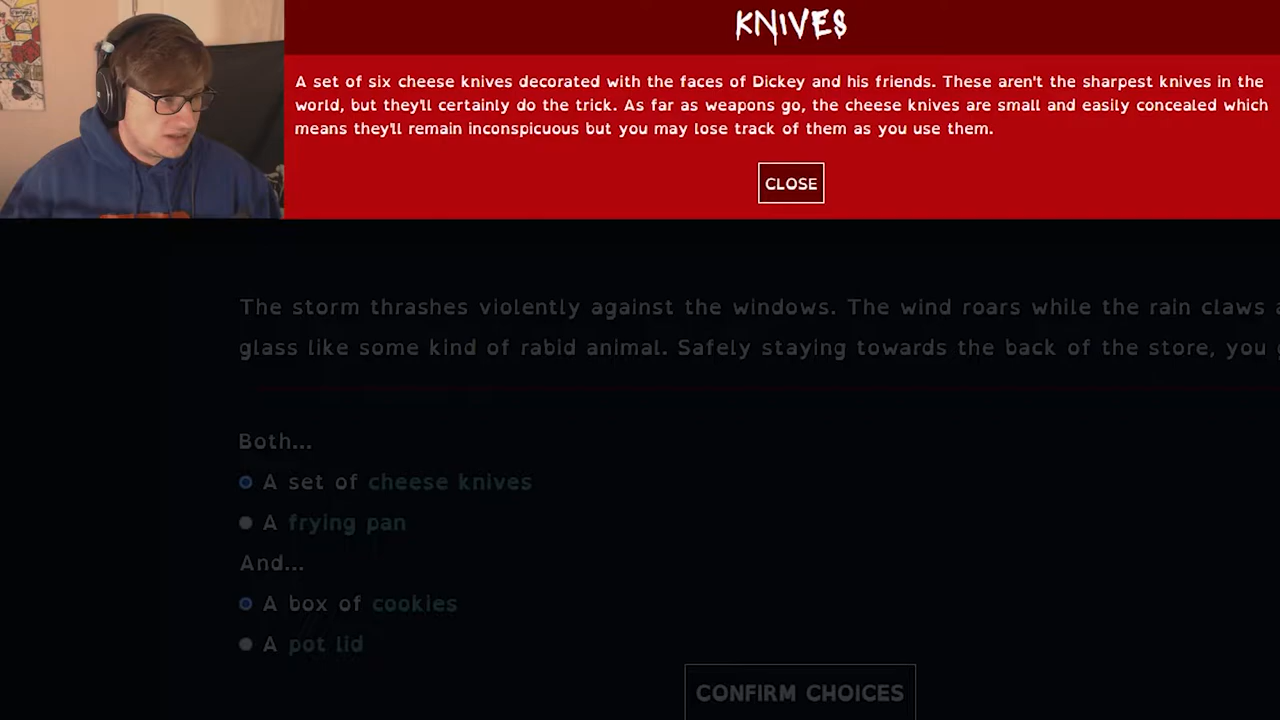 KNIVES
A set of six cheese knives decorated with the faces of Dickey and his friends. These aren't the sharpest knives in the
world, but they'll certainly do the trick. As far as weapons go, the cheese knives are small and easily concealed which
means they'll remain inconspicuous but you may lose track of them as you use them.
CLOSE
The storm thrashes violently against the windows. The wind roars while the rain claws
glass like some kind of rabid animal. Safely staying towards the back of the store, you
Both...
A set of cheese knives
A frying pan
And...
A box of cookies
A pot lid
CONFIRM CHOICES